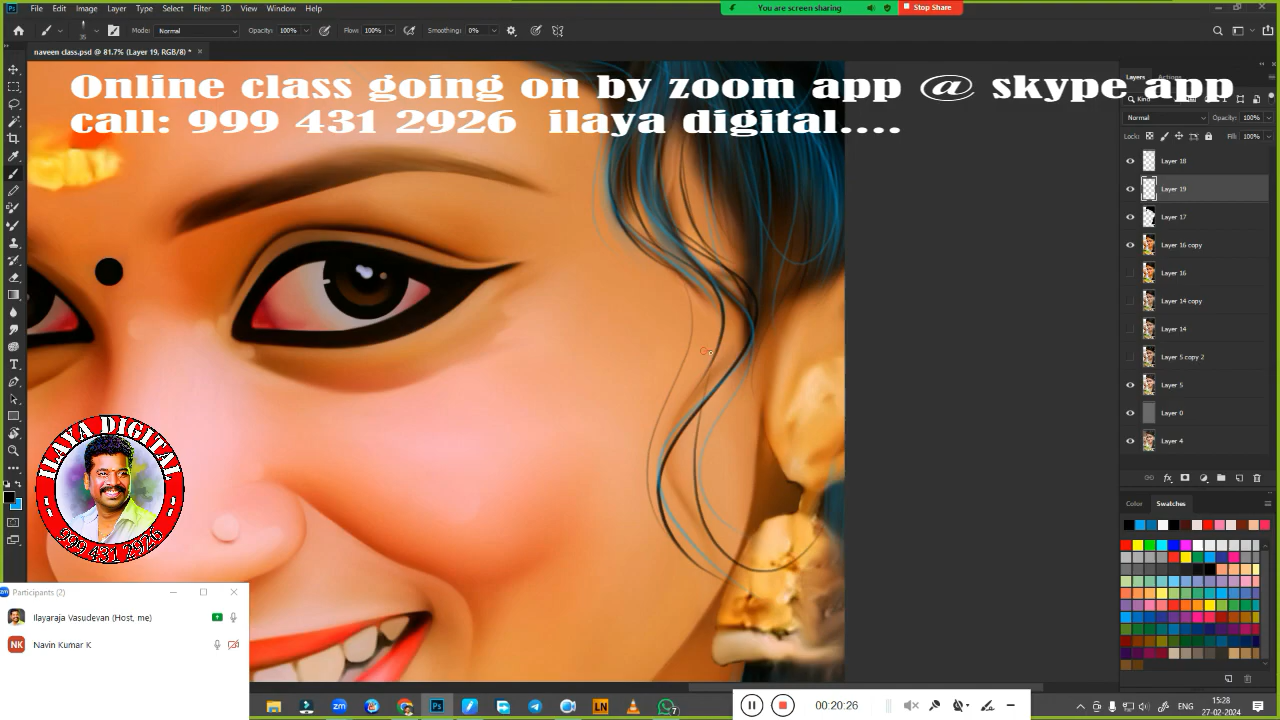 File Edit Image Layer Type Select Filter 3D View Window Help
You are screen sharing
Stop Share
Mode: Normal Opacity: 100% Flow: 100% Smoothing: 0%
naveen class.psd @ 81.7% (Layer 19, RGB/8) *
Online class going on by zoom app @ skype app
call: 999 431 2926 ilaya digital....
Layers Actions
Kind
Normal Opacity: 100%
Lock: Fill: 100%
Layer 18
Layer 19
Layer 17
Layer 16 copy
Layer 16
Layer 14 copy
Layer 14
Layer 5 copy 2
Layer 5
Layer 0
Layer 4
Color Swatches
ILAYA DIGITAL
999 431 2926
Participants (2)
Ilayaraja Vasudevan (Host, me)
NK Navin Kumar K
00:20:26
ENG
15:28
27-02-2024